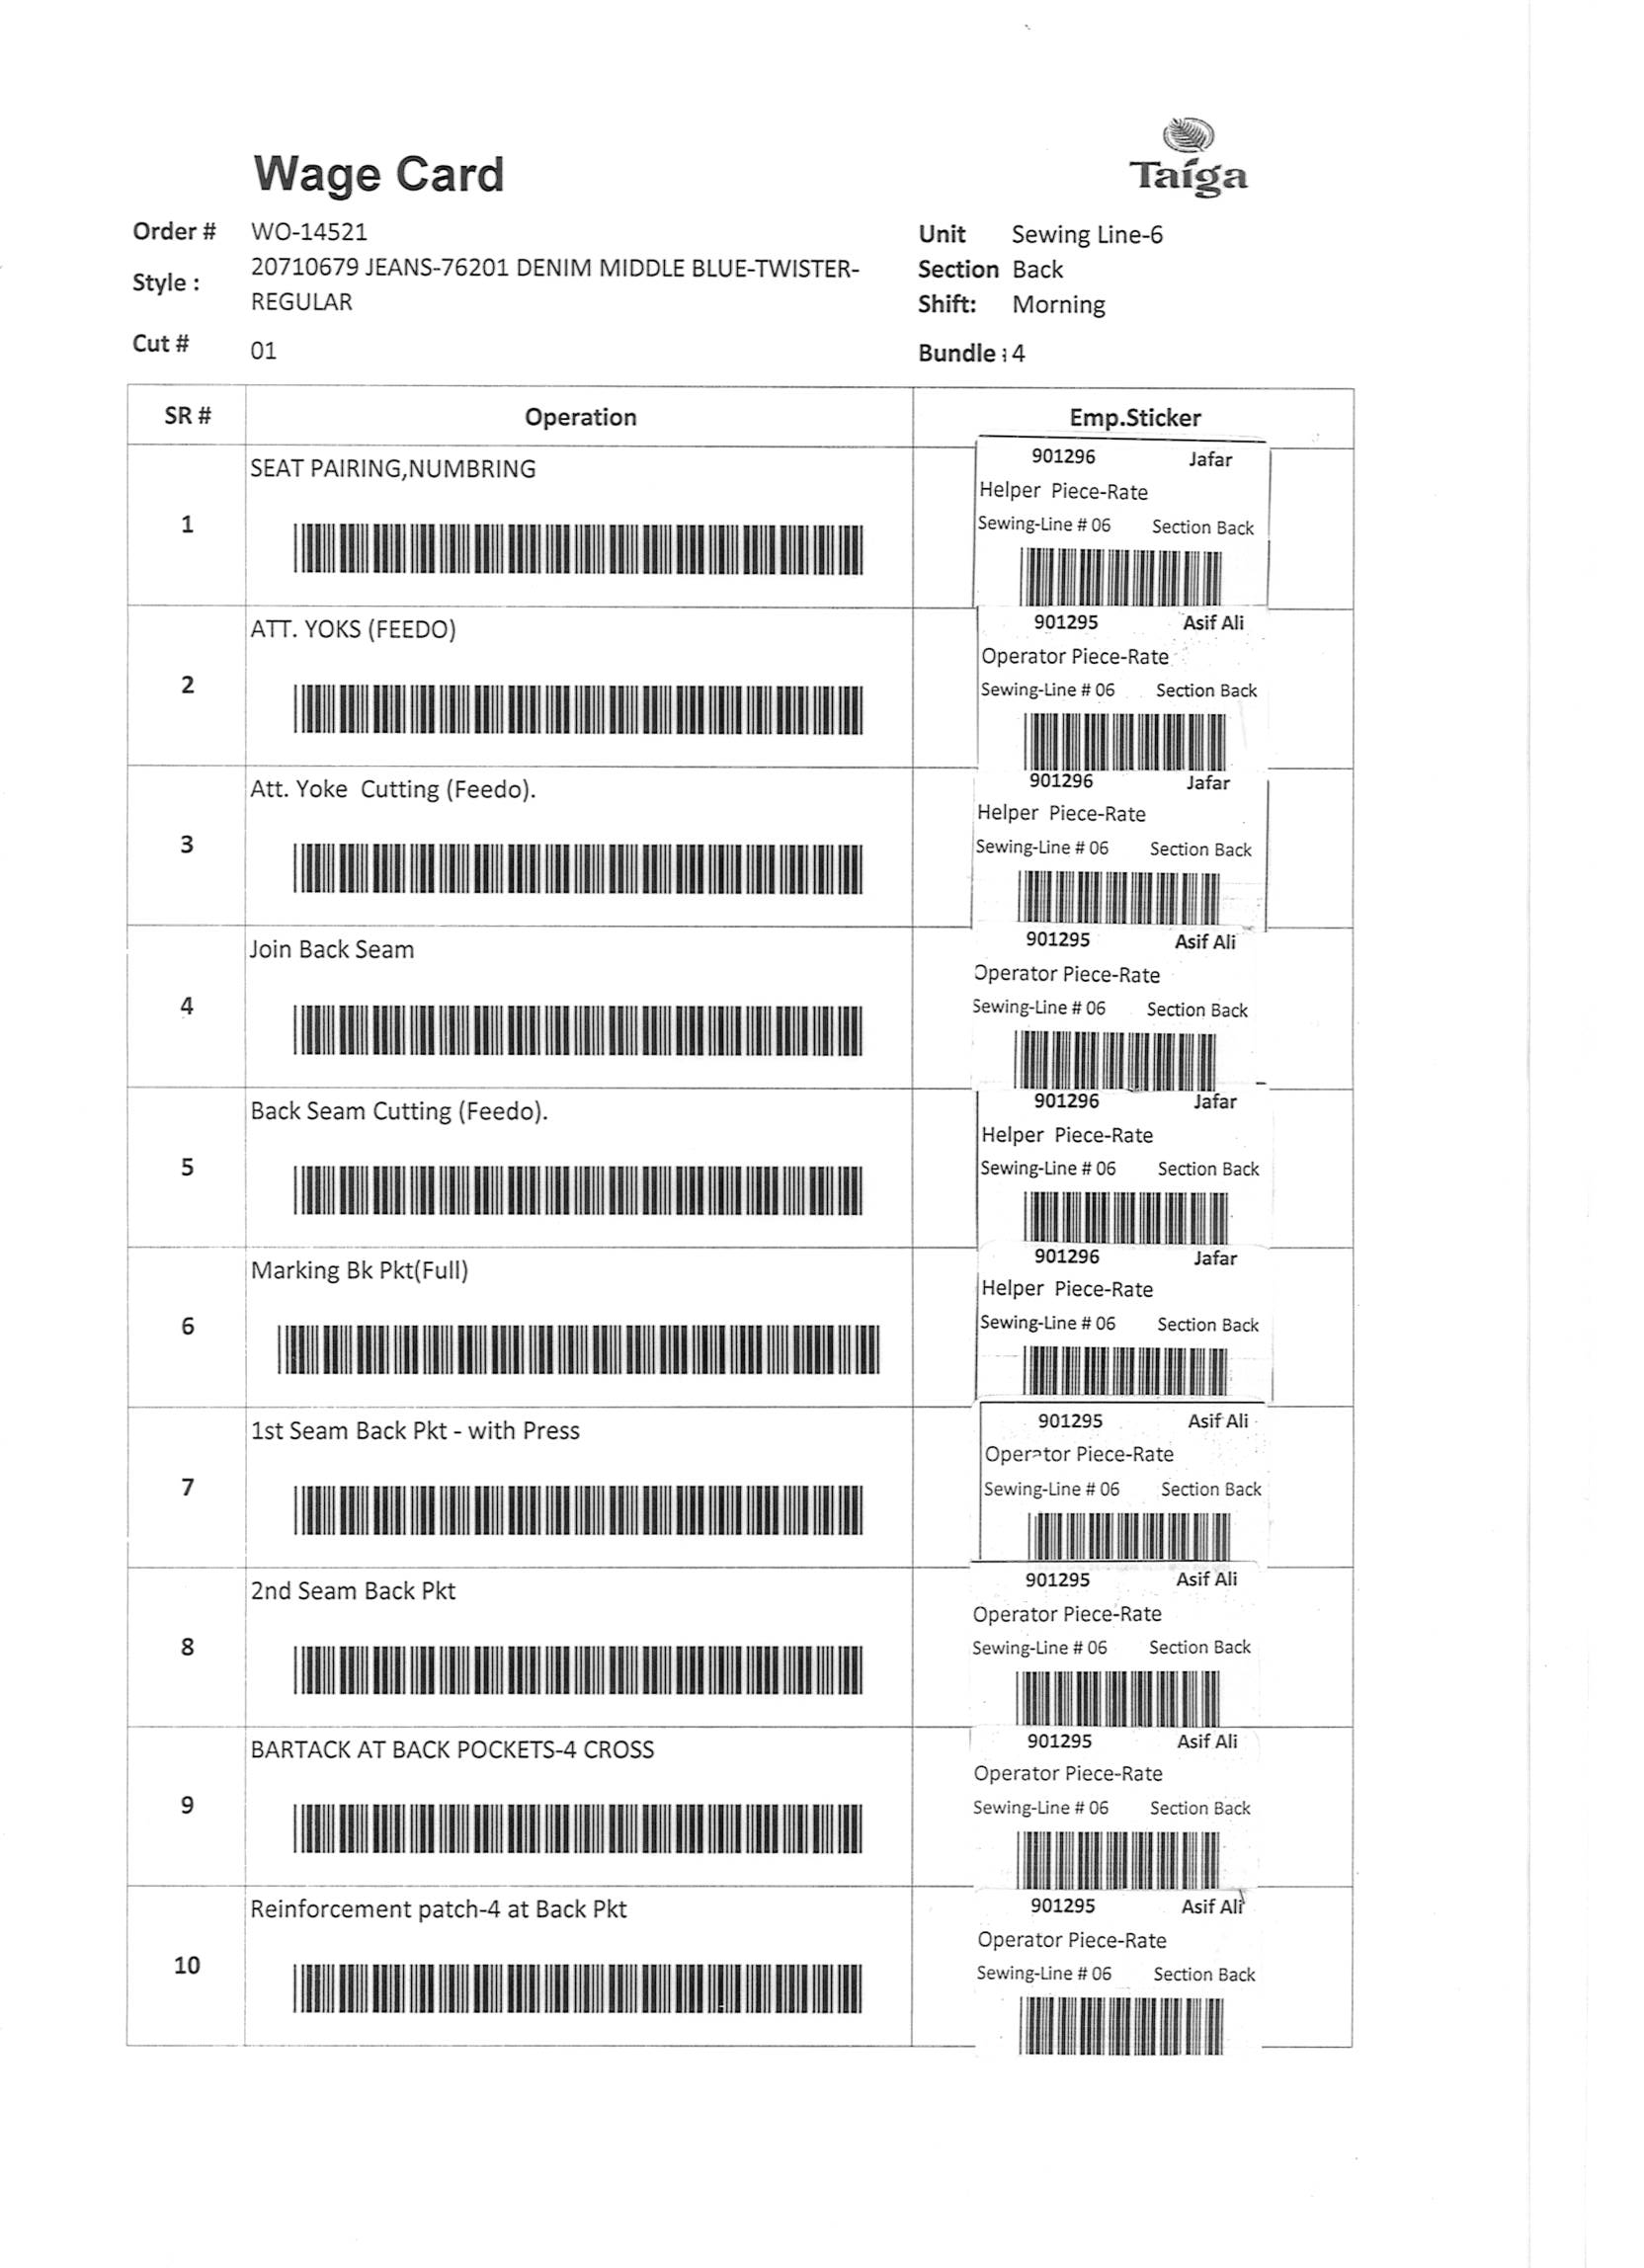 Taiga
Wage Card
Order # WO-14521
Unit Sewing Line-6
Style : 20710679 JEANS-76201 DENIM MIDDLE BLUE-TWISTER-
REGULAR
Section Back
Shift: Morning
Cut # 01
Bundle : 4
SR # Operation Emp.Sticker
1 SEAT PAIRING,NUMBRING
901296 Jafar
Helper Piece-Rate
Sewing-Line # 06 Section Back
2 ATT. YOKS (FEEDO)
901295 Asif Ali
Operator Piece-Rate
Sewing-Line # 06 Section Back
3 Att. Yoke Cutting (Feedo).
901296 Jafar
Helper Piece-Rate
Sewing-Line # 06 Section Back
4 Join Back Seam
901295 Asif Ali
Operator Piece-Rate
Sewing-Line # 06 Section Back
5 Back Seam Cutting (Feedo).
901296 Jafar
Helper Piece-Rate
Sewing-Line # 06 Section Back
6 Marking Bk Pkt(Full)
901296 Jafar
Helper Piece-Rate
Sewing-Line # 06 Section Back
7 1st Seam Back Pkt - with Press
901295 Asif Ali
Operator Piece-Rate
Sewing-Line # 06 Section Back
8 2nd Seam Back Pkt
901295 Asif Ali
Operator Piece-Rate
Sewing-Line # 06 Section Back
9 BARTACK AT BACK POCKETS-4 CROSS
901295 Asif Ali
Operator Piece-Rate
Sewing-Line # 06 Section Back
10 Reinforcement patch-4 at Back Pkt
901295 Asif Ali
Operator Piece-Rate
Sewing-Line # 06 Section Back